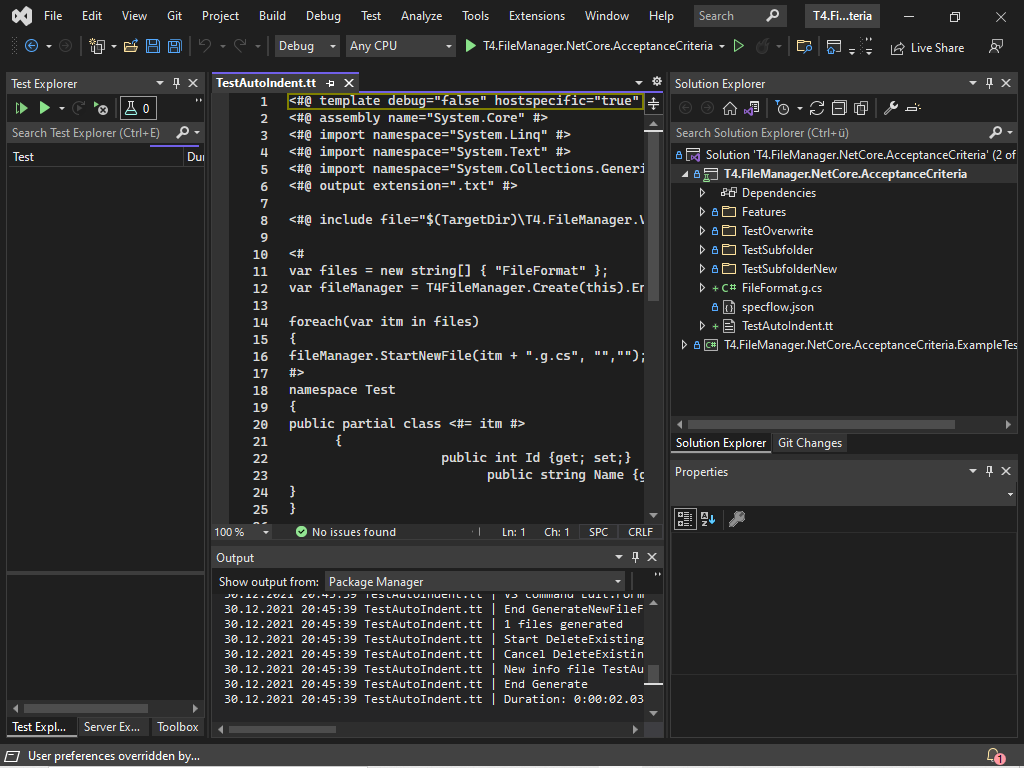 File Edit View Git Project Build Debug Test Analyze Tools Extensions Window Help Search T4.Fi...teria
Debug Any CPU T4.FileManager.NetCore.AcceptanceCriteria Live Share
Test Explorer
0
Search Test Explorer (Ctrl+E)
Test Dur
Test Expl... Server Ex... Toolbox
TestAutoIndent.tt
1 <#@ template debug="false" hostspecific="true"
2 <#@ assembly name="System.Core" #>
3 <#@ import namespace="System.Linq" #>
4 <#@ import namespace="System.Text" #>
5 <#@ import namespace="System.Collections.Generi
6 <#@ output extension=".txt" #>
7
8 <#@ include file="$(TargetDir)\T4.FileManager.V
9
10 <#
11 var files = new string[] { "FileFormat" };
12 var fileManager = T4FileManager.Create(this).En
13
14 foreach(var itm in files)
15 {
16 fileManager.StartNewFile(itm + ".g.cs", "","");
17 #>
18 namespace Test
19 {
20 public partial class <#= itm #>
21 {
22 public int Id {get; set;}
23 public string Name {g
24 }
25 }
100 % No issues found Ln: 1 Ch: 1 SPC CRLF
Output
Show output from: Package Manager
30.12.2021 20:45:39 TestAutoIndent.tt | VS Command Edit.Form
30.12.2021 20:45:39 TestAutoIndent.tt | End GenerateNewFileF
30.12.2021 20:45:39 TestAutoIndent.tt | 1 files generated
30.12.2021 20:45:39 TestAutoIndent.tt | Start DeleteExisting
30.12.2021 20:45:39 TestAutoIndent.tt | Cancel DeleteExistin
30.12.2021 20:45:39 TestAutoIndent.tt | New info file TestAu
30.12.2021 20:45:39 TestAutoIndent.tt | End Generate
30.12.2021 20:45:39 TestAutoIndent.tt | Duration: 0:00:02.03
Solution Explorer
Search Solution Explorer (Ctrl+ü)
Solution 'T4.FileManager.NetCore.AcceptanceCriteria' (2 of
T4.FileManager.NetCore.AcceptanceCriteria
Dependencies
Features
TestOverwrite
TestSubfolder
TestSubfolderNew
C# FileFormat.g.cs
specflow.json
TestAutoIndent.tt
C# T4.FileManager.NetCore.AcceptanceCriteria.ExampleTes
Solution Explorer Git Changes
Properties
User preferences overridden by... 1